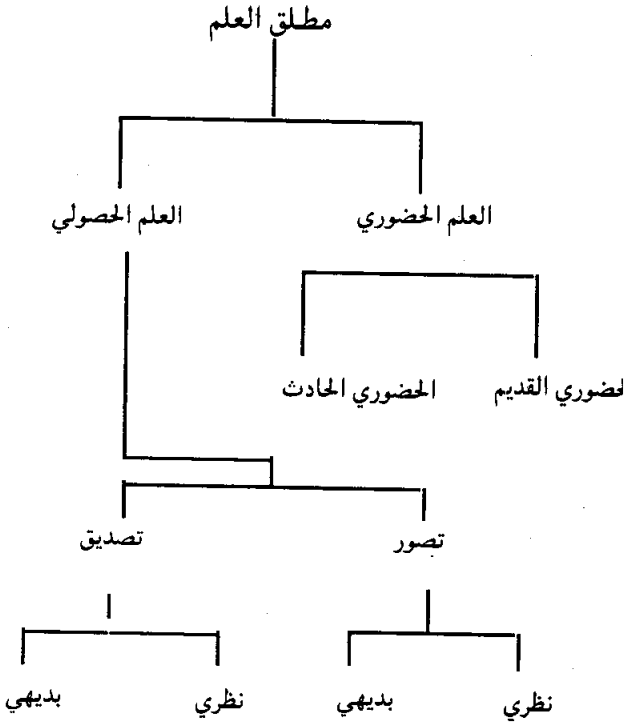 مطلق العلم
العلم الحضوري العلم الحصولي
لحضوري القديم الحضوري الحادث
تصور تصديق
نظري بديهي نظري بديهي